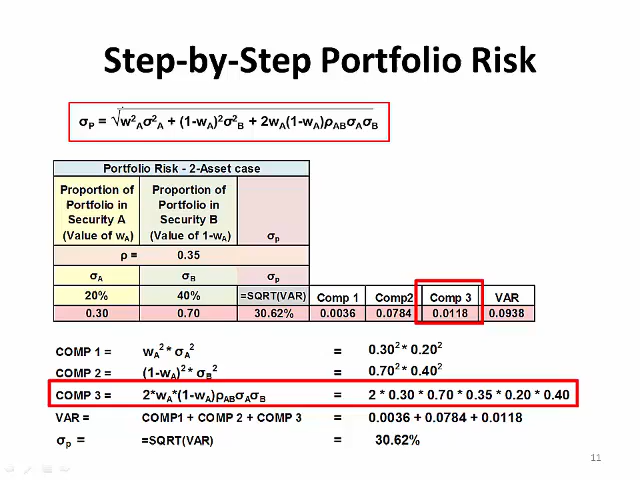 Step-by-Step Portfolio Risk
σP = √w²Aσ²A + (1-wA)²σ²B + 2wA(1-wA)ρABσAσB
Portfolio Risk - 2-Asset case
Proportion of Portfolio in Security A (Value of wA) Proportion of Portfolio in Security B (Value of 1-wA) σp
ρ = 0.35
σA σB σp
20% 40% =SQRT(VAR) Comp 1 Comp2 Comp 3 VAR
0.30 0.70 30.62% 0.0036 0.0784 0.0118 0.0938
COMP 1 = wA² * σA² = 0.30² * 0.20²
COMP 2 = (1-wA)² * σB² = 0.70² * 0.40²
COMP 3 = 2*wA*(1-wA)ρABσAσB = 2 * 0.30 * 0.70 * 0.35 * 0.20 * 0.40
VAR = COMP1 + COMP 2 + COMP 3 = 0.0036 + 0.0784 + 0.0118
σp = =SQRT(VAR) = 30.62%
11